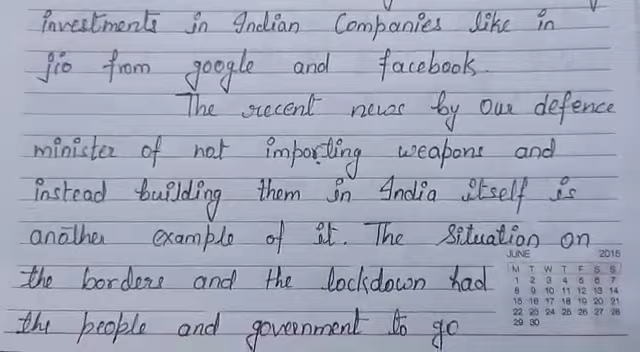 investments in Indian Companies like in
jio from google and facebook.
The recent news by our defence
minister of not importing weapons and
instead building them in India itself is
another example of it. The situation on
JUNE 2015
M T W T F S S
1 2 3 4 5 6 7
8 9 10 11 12 13 14
15 16 17 18 19 20 21
22 23 24 25 26 27 28
29 30
the borders and the lockdown had
the people and government to go